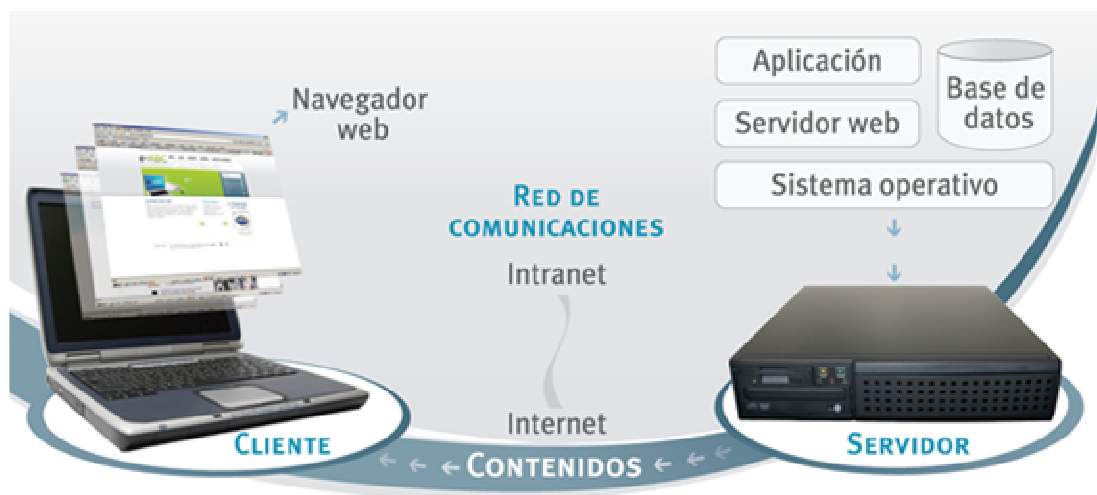 Navegador
web
Aplicación
Servidor web
Base de
datos
Sistema operativo
RED DE
COMUNICACIONES
Intranet
Internet
CLIENTE
CONTENIDOS
SERVIDOR